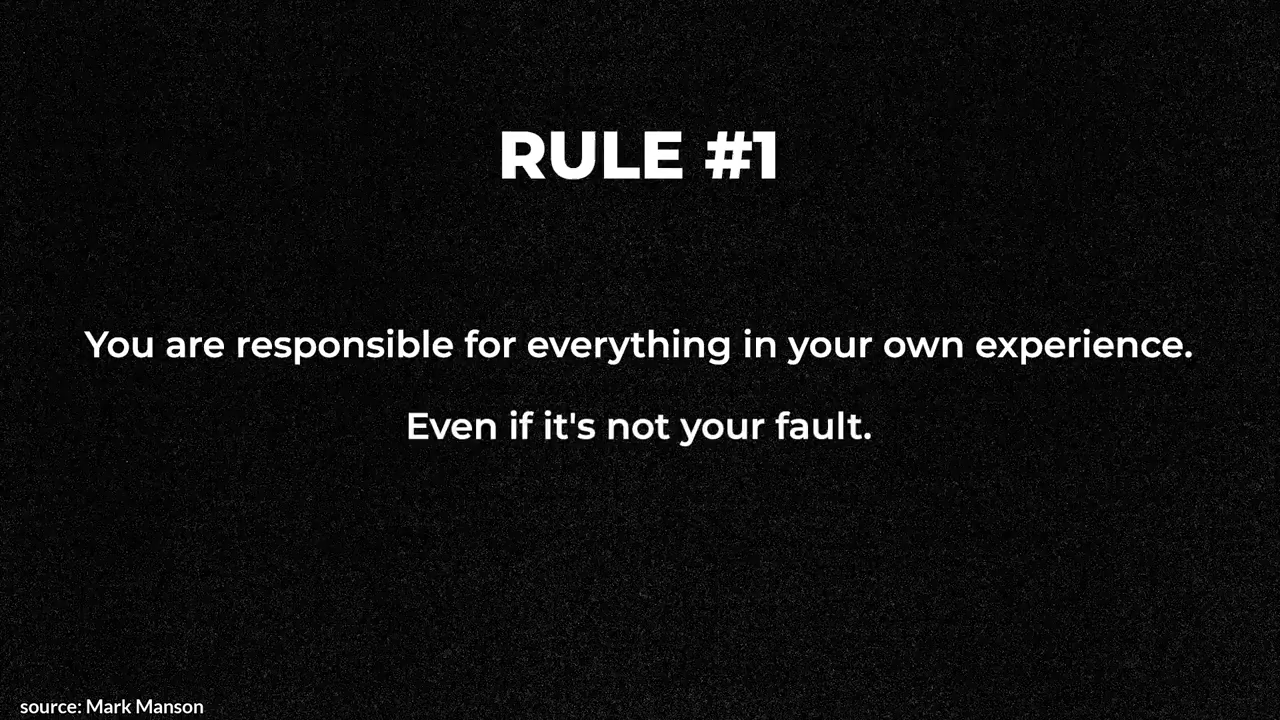 RULE #1
You are responsible for everything in your own experience.
Even if it's not your fault.
source: Mark Manson